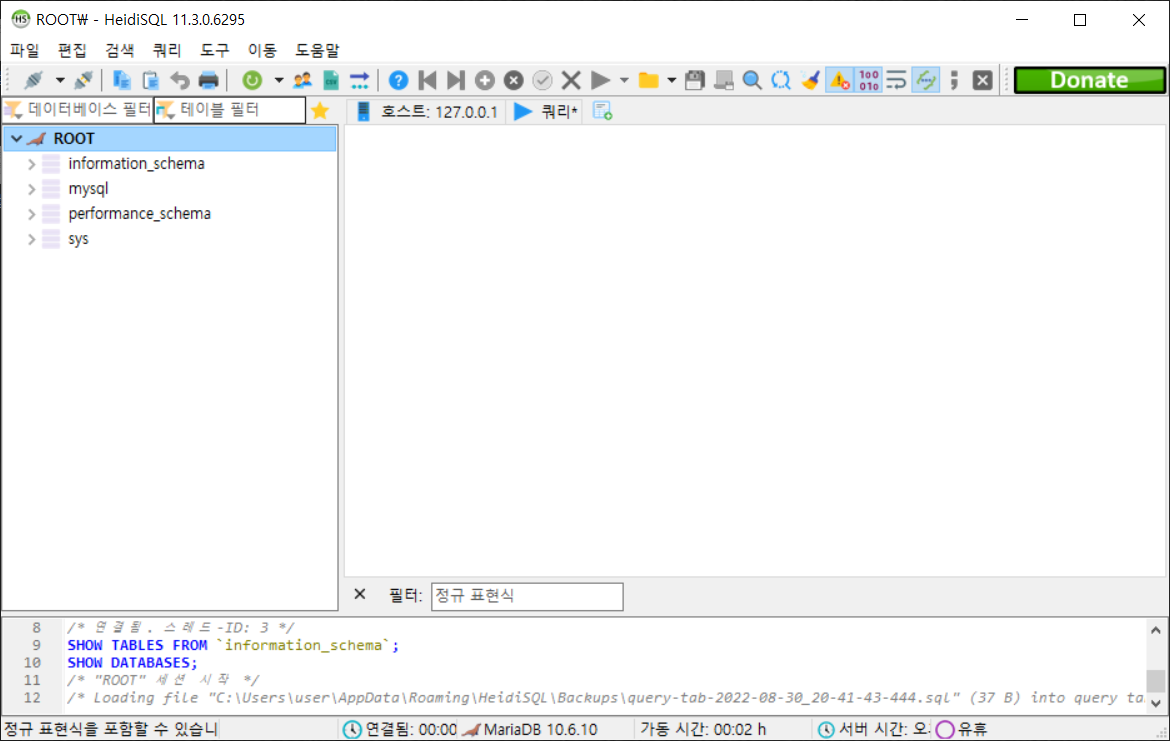 ROOT₩ - HeidiSQL 11.3.0.6295
파일 편집 검색 쿼리 도구 이동 도움말
Donate
데이터베이스 필터 테이블 필터 호스트: 127.0.0.1 쿼리*
ROOT
information_schema
mysql
performance_schema
sys
필터: 정규 표현식
8 /* 연결됨. 스레드-ID: 3 */
9 SHOW TABLES FROM `information_schema`;
10 SHOW DATABASES;
11 /* "ROOT" 세션 시작 */
12 /* Loading file "C:\Users\user\AppData\Roaming\HeidiSQL\Backups\query-tab-2022-08-30_20-41-43-444.sql" (37 B) into query ta
정규 표현식을 포함할 수 있습니 연결됨: 00:00 MariaDB 10.6.10 가동 시간: 00:02 h 서버 시간: 오 유휴